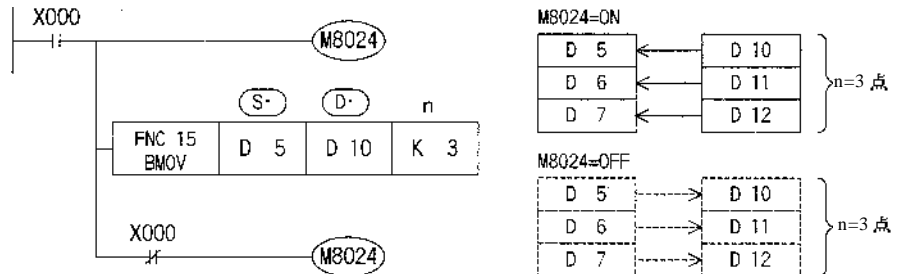 X000
M8024
S·
D·
n
FNC 15
BMOV
D 5
D 10
K 3
X000
M8024
M8024=ON
D 5
D 10
D 6
D 11
D 7
D 12
n=3 点
M8024=OFF
D 5
D 10
D 6
D 11
D 7
D 12
n=3 点